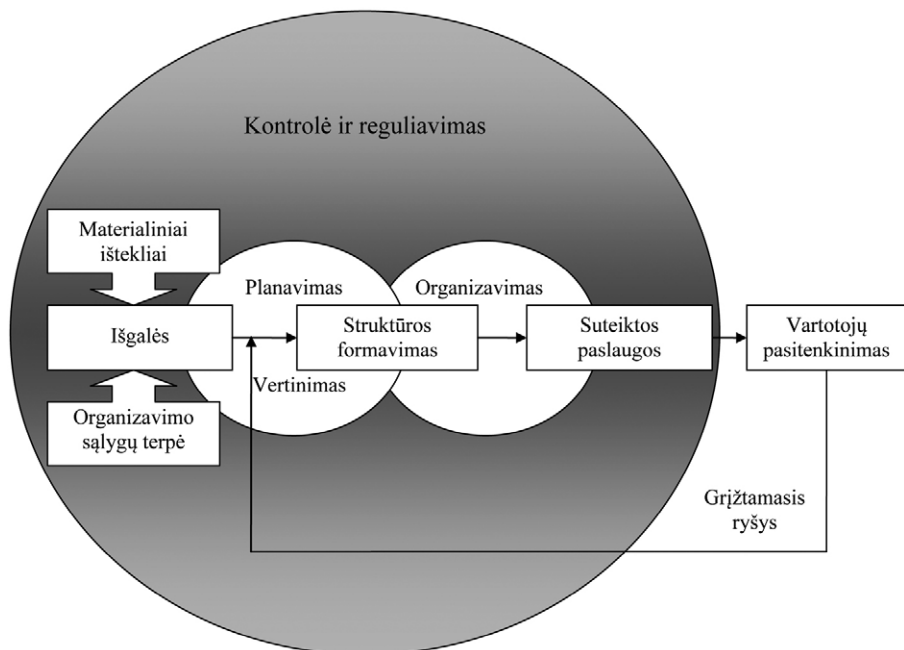 Kontrolė ir reguliavimas
Materialiniai
ištekliai
Planavimas
Organizavimas
Išgalės
Struktūros
formavimas
Suteiktos
paslaugos
Vartotojų
pasitenkinimas
Vertinimas
Organizavimo
sąlygų terpė
Grįžtamasis
ryšys